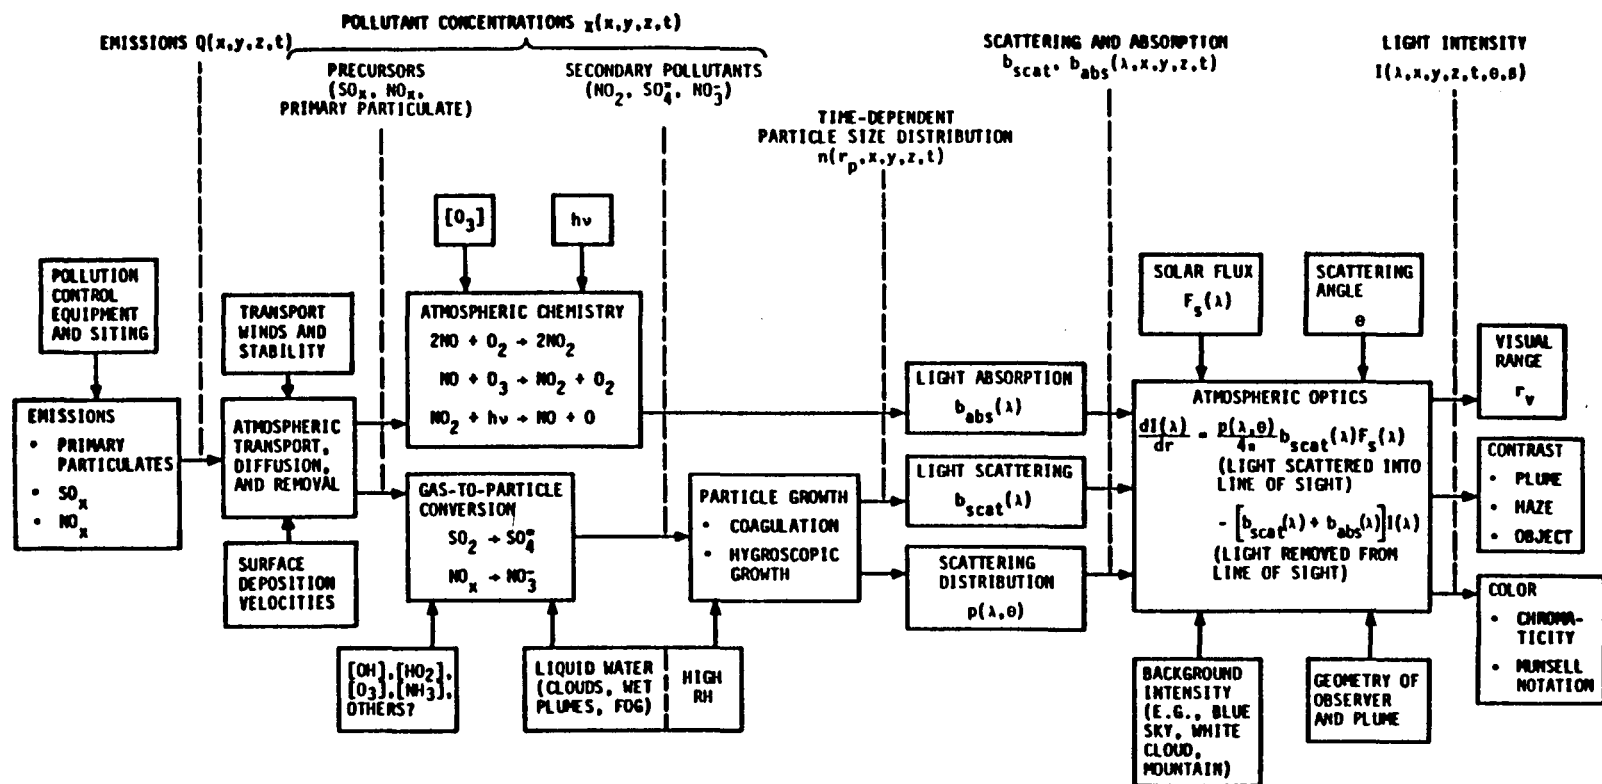 POLLUTANT CONCENTRATIONS χ(x,y,z,t)
EMISSIONS Q(x,y,z,t)
PRECURSORS
(SOx, NOx,
PRIMARY PARTICULATE)
SECONDARY POLLUTANTS
(NO2, SO4=, NO3-)
TIME-DEPENDENT
PARTICLE SIZE DISTRIBUTION
n(rp,x,y,z,t)
SCATTERING AND ABSORPTION
bscat, babs(λ,x,y,z,t)
LIGHT INTENSITY
I(λ,x,y,z,t,θ,β)
[O3]
hν
POLLUTION
CONTROL
EQUIPMENT
AND SITING
TRANSPORT
WINDS AND
STABILITY
ATMOSPHERIC CHEMISTRY
2NO + O2 → 2NO2
NO + O3 → NO2 + O2
NO2 + hν → NO + O
SOLAR FLUX
Fs(λ)
SCATTERING
ANGLE
θ
VISUAL
RANGE
rv
EMISSIONS
• PRIMARY
PARTICULATES
• SOx
• NOx
ATMOSPHERIC
TRANSPORT,
DIFFUSION,
AND REMOVAL
SURFACE
DEPOSITION
VELOCITIES
GAS-TO-PARTICLE
CONVERSION
SO2 → SO4=
NOx → NO3-
PARTICLE GROWTH
• COAGULATION
• HYGROSCOPIC
GROWTH
LIGHT ABSORPTION
babs(λ)
LIGHT SCATTERING
bscat(λ)
SCATTERING
DISTRIBUTION
p(λ,θ)
ATMOSPHERIC OPTICS
dI(λ)/dr = p(λ,θ)/4π bscat(λ)Fs(λ)
(LIGHT SCATTERED INTO
LINE OF SIGHT)
- [bscat(λ) + babs(λ)]I(λ)
(LIGHT REMOVED FROM
LINE OF SIGHT)
CONTRAST
• PLUME
• HAZE
• OBJECT
COLOR
• CHROMA-
TICITY
• MUNSELL
NOTATION
[OH],[HO2],
[O3],[NH3],
OTHERS?
LIQUID WATER
(CLOUDS, WET
PLUMES, FOG)
HIGH
RH
BACKGROUND
INTENSITY
(E.G., BLUE
SKY, WHITE
CLOUD,
MOUNTAIN)
GEOMETRY OF
OBSERVER
AND PLUME